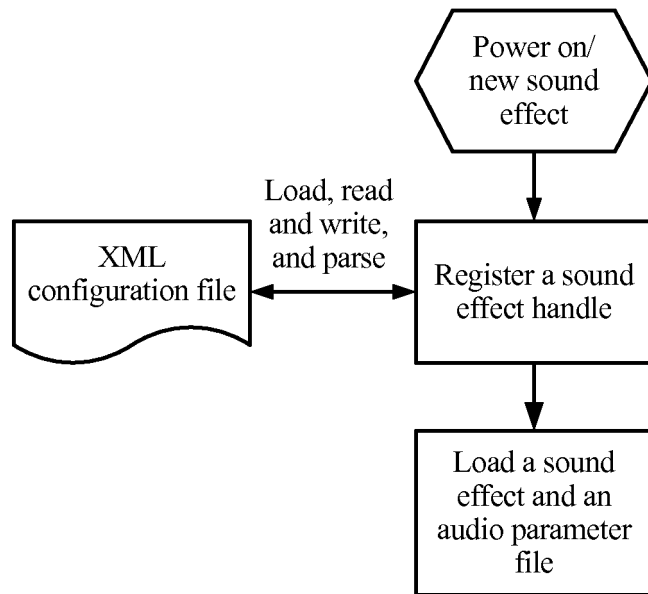 Power on/
new sound
effect
Load, read
and write,
and parse
XML
configuration file
Register a sound
effect handle
Load a sound
effect and an
audio parameter
file